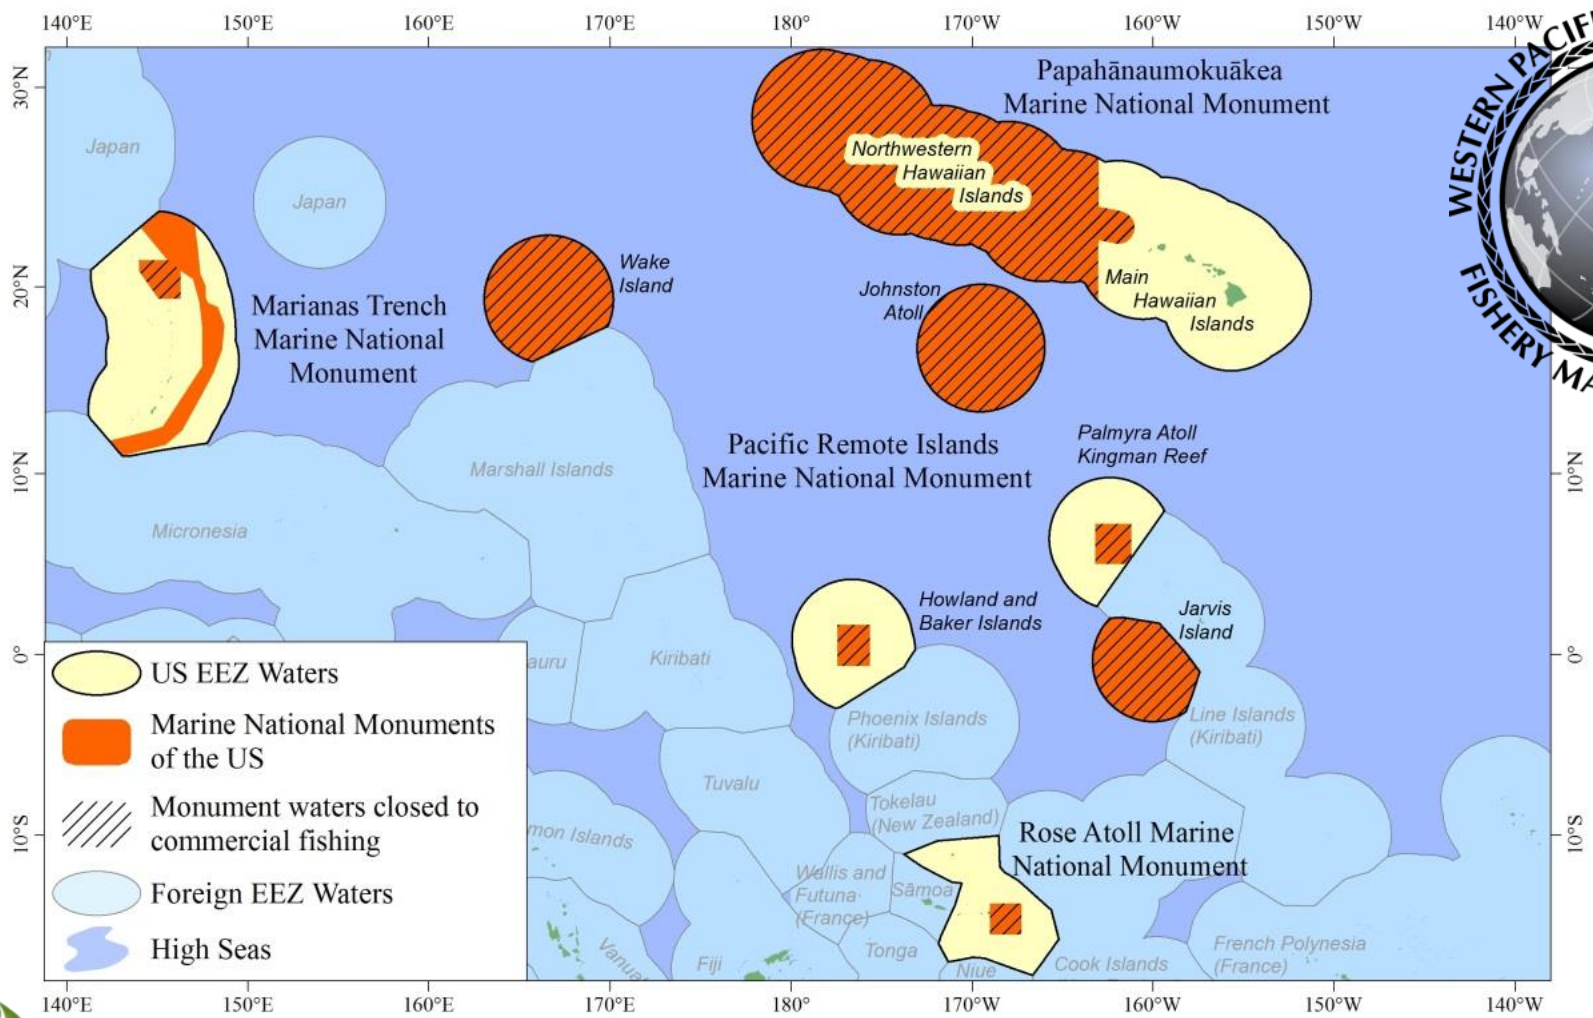 140°E 150°E 160°E 170°E 180° 170°W 160°W 150°W 140°W
30°N
20°N
10°N
0°
10°S
10°N
0°
10°S
WESTERN PACIFI
FISHERY MA
Papahānaumokuākea
Marine National Monument
Japan
Japan
Northwestern
Hawaiian
Islands
Wake
Island
Johnston
Atoll
Main
Hawaiian
Islands
Marianas Trench
Marine National
Monument
Pacific Remote Islands
Marine National Monument
Palmyra Atoll
Kingman Reef
Marshall Islands
Micronesia
Howland and
Baker Islands
Jarvis
Island
auru
Kiribati
Phoenix Islands
(Kiribati)
Line Islands
(Kiribati)
Tuvalu
Tokelau
(New Zealand)
Rose Atoll Marine
National Monument
mon Islands
Wallis and
Futuna
(France)
Sāmoa
Vanuat
Fiji
Tonga
Niue
Cook Islands
French Polynesia
(France)
US EEZ Waters
Marine National Monuments
of the US
Monument waters closed to
commercial fishing
Foreign EEZ Waters
High Seas
140°E 150°E 160°E 170°E 180° 170°W 160°W 150°W 140°W